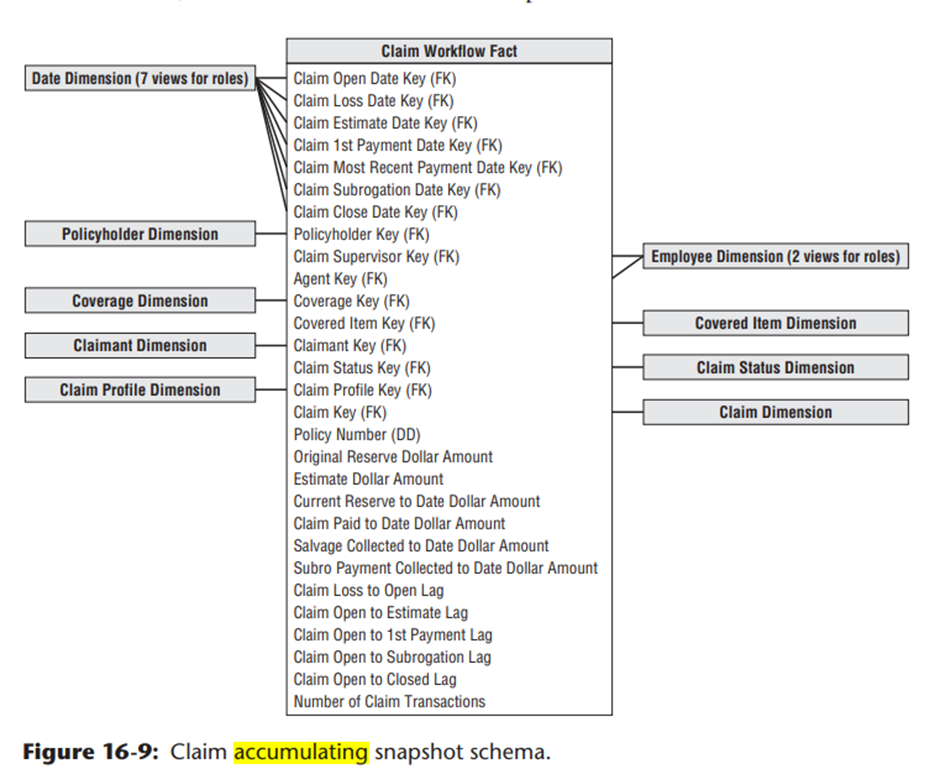 Claim Workflow Fact
Date Dimension (7 views for roles)
Claim Open Date Key (FK)
Claim Loss Date Key (FK)
Claim Estimate Date Key (FK)
Claim 1st Payment Date Key (FK)
Claim Most Recent Payment Date Key (FK)
Claim Subrogation Date Key (FK)
Claim Close Date Key (FK)
Policyholder Dimension
Policyholder Key (FK)
Claim Supervisor Key (FK)
Employee Dimension (2 views for roles)
Agent Key (FK)
Coverage Dimension
Coverage Key (FK)
Covered Item Key (FK)
Covered Item Dimension
Claimant Dimension
Claimant Key (FK)
Claim Status Key (FK)
Claim Status Dimension
Claim Profile Dimension
Claim Profile Key (FK)
Claim Key (FK)
Claim Dimension
Policy Number (DD)
Original Reserve Dollar Amount
Estimate Dollar Amount
Current Reserve to Date Dollar Amount
Claim Paid to Date Dollar Amount
Salvage Collected to Date Dollar Amount
Subro Payment Collected to Date Dollar Amount
Claim Loss to Open Lag
Claim Open to Estimate Lag
Claim Open to 1st Payment Lag
Claim Open to Subrogation Lag
Claim Open to Closed Lag
Number of Claim Transactions
Figure 16-9: Claim accumulating snapshot schema.